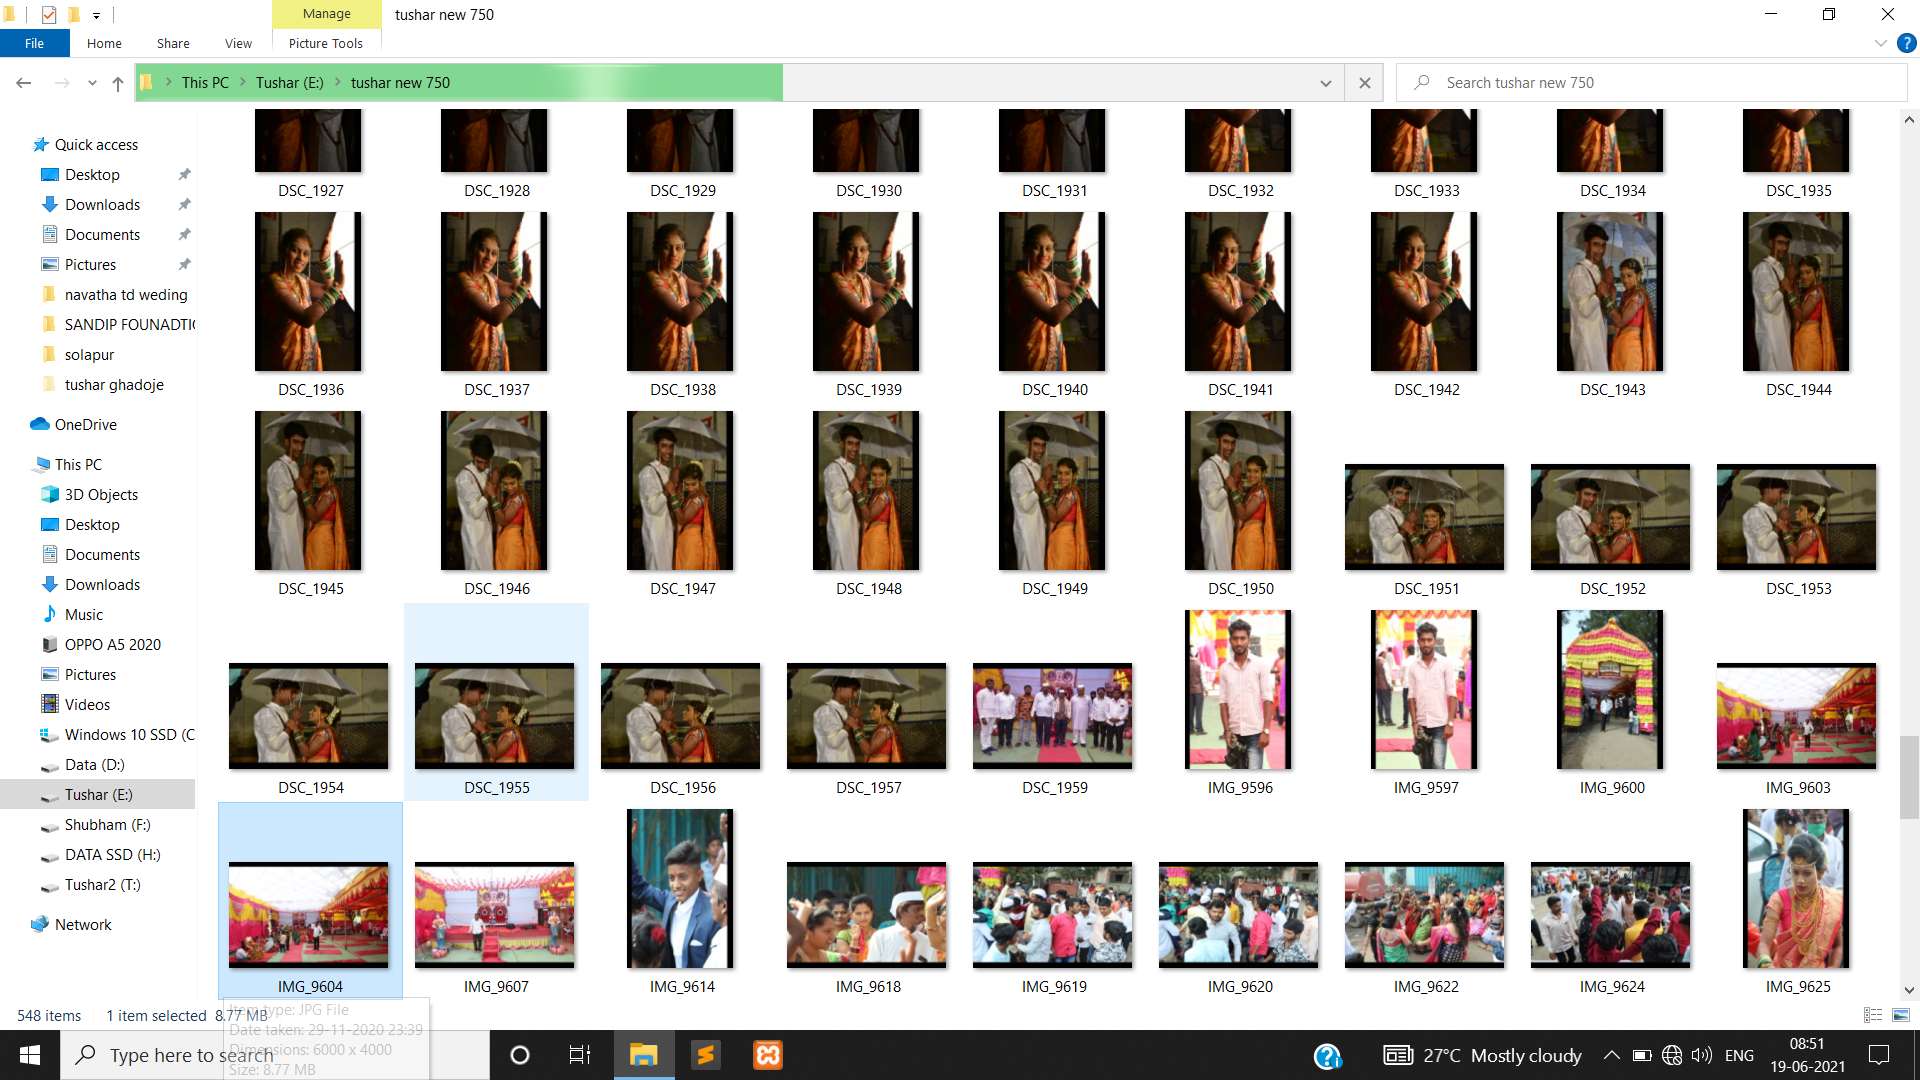 Manage
tushar new 750
File
Home
Share
View
Picture Tools
This PC
Tushar (E:)
tushar new 750
Search tushar new 750
Quick access
Desktop
Downloads
Documents
Pictures
navatha td weding
SANDIP FOUNADTI
solapur
tushar ghadoje
OneDrive
This PC
3D Objects
Desktop
Documents
Downloads
Music
OPPO A5 2020
Pictures
Videos
Windows 10 SSD (C
Data (D:)
Tushar (E:)
Shubham (F:)
DATA SSD (H:)
Tushar2 (T:)
Network
DSC_1927 DSC_1928 DSC_1929 DSC_1930 DSC_1931 DSC_1932 DSC_1933 DSC_1934 DSC_1935
DSC_1936 DSC_1937 DSC_1938 DSC_1939 DSC_1940 DSC_1941 DSC_1942 DSC_1943 DSC_1944
DSC_1945 DSC_1946 DSC_1947 DSC_1948 DSC_1949 DSC_1950 DSC_1951 DSC_1952 DSC_1953
DSC_1954 DSC_1955 DSC_1956 DSC_1957 DSC_1959 IMG_9596 IMG_9597 IMG_9600 IMG_9603
IMG_9604 IMG_9607 IMG_9614 IMG_9618 IMG_9619 IMG_9620 IMG_9622 IMG_9624 IMG_9625
Item type: JPG File
Date taken: 29-11-2020 23:39
Dimensions: 6000 x 4000
Size: 8.77 MB
548 items
1 item selected
8.77 MB
Type here to search
27°C Mostly cloudy
ENG
08:51
19-06-2021